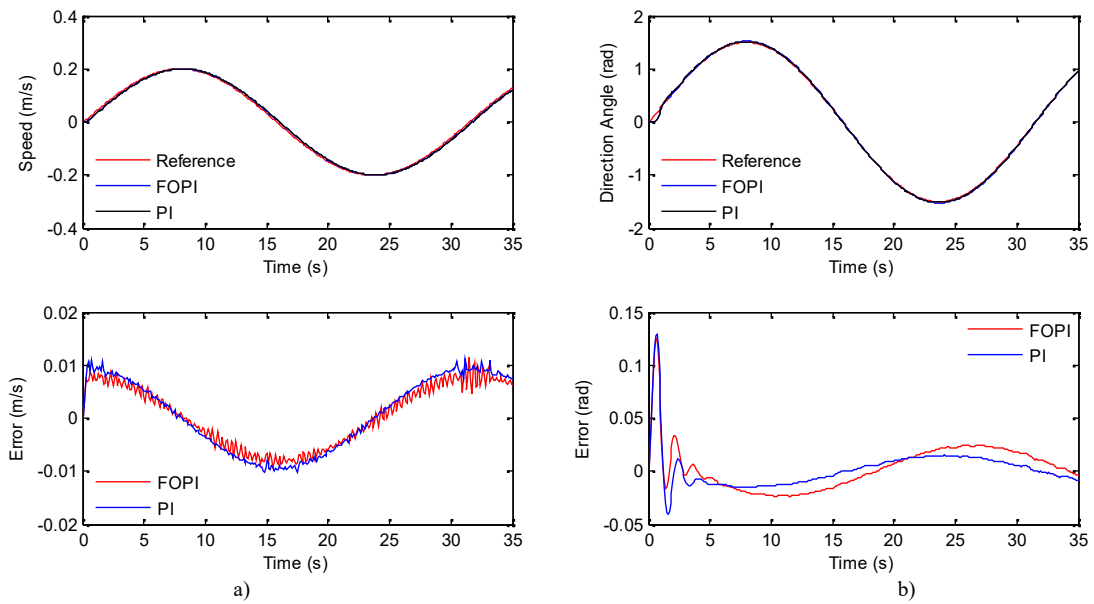 0.4
0.2
0
-0.2
-0.4
Speed (m/s)
Reference
FOPI
PI
0 5 10 15 20 25 30 35
Time (s)
2
1
0
-1
-2
Direction Angle (rad)
Reference
FOPI
PI
0 5 10 15 20 25 30 35
Time (s)
0.02
0.01
0
-0.01
-0.02
Error (m/s)
FOPI
PI
0 5 10 15 20 25 30 35
Time (s)
a)
0.15
0.1
0.05
0
-0.05
Error (rad)
FOPI
PI
0 5 10 15 20 25 30 35
Time (s)
b)